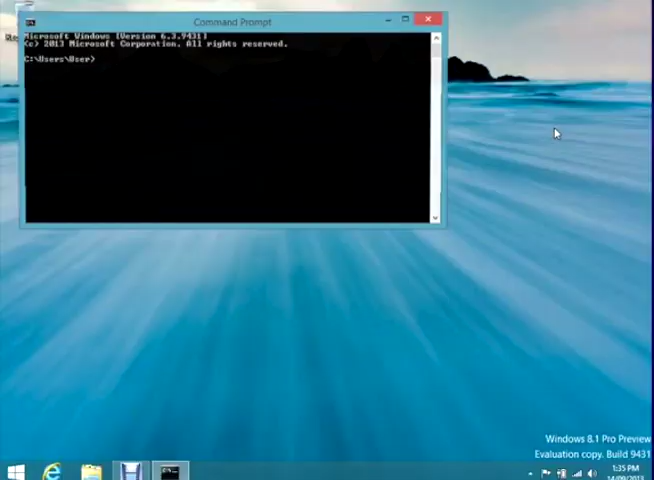 Command Prompt
Microsoft Windows [Version 6.3.9431]
(c) 2013 Microsoft Corporation. All rights reserved.
C:\Users\User>
Windows 8.1 Pro Preview
Evaluation copy. Build 9431
1:35 PM
14/09/2013